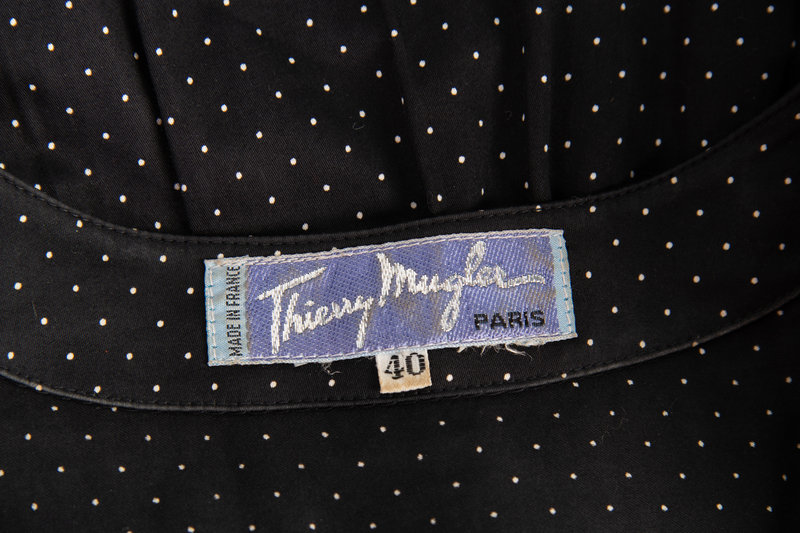 MADE IN FRANCE
Thierry Mugler
PARIS
40